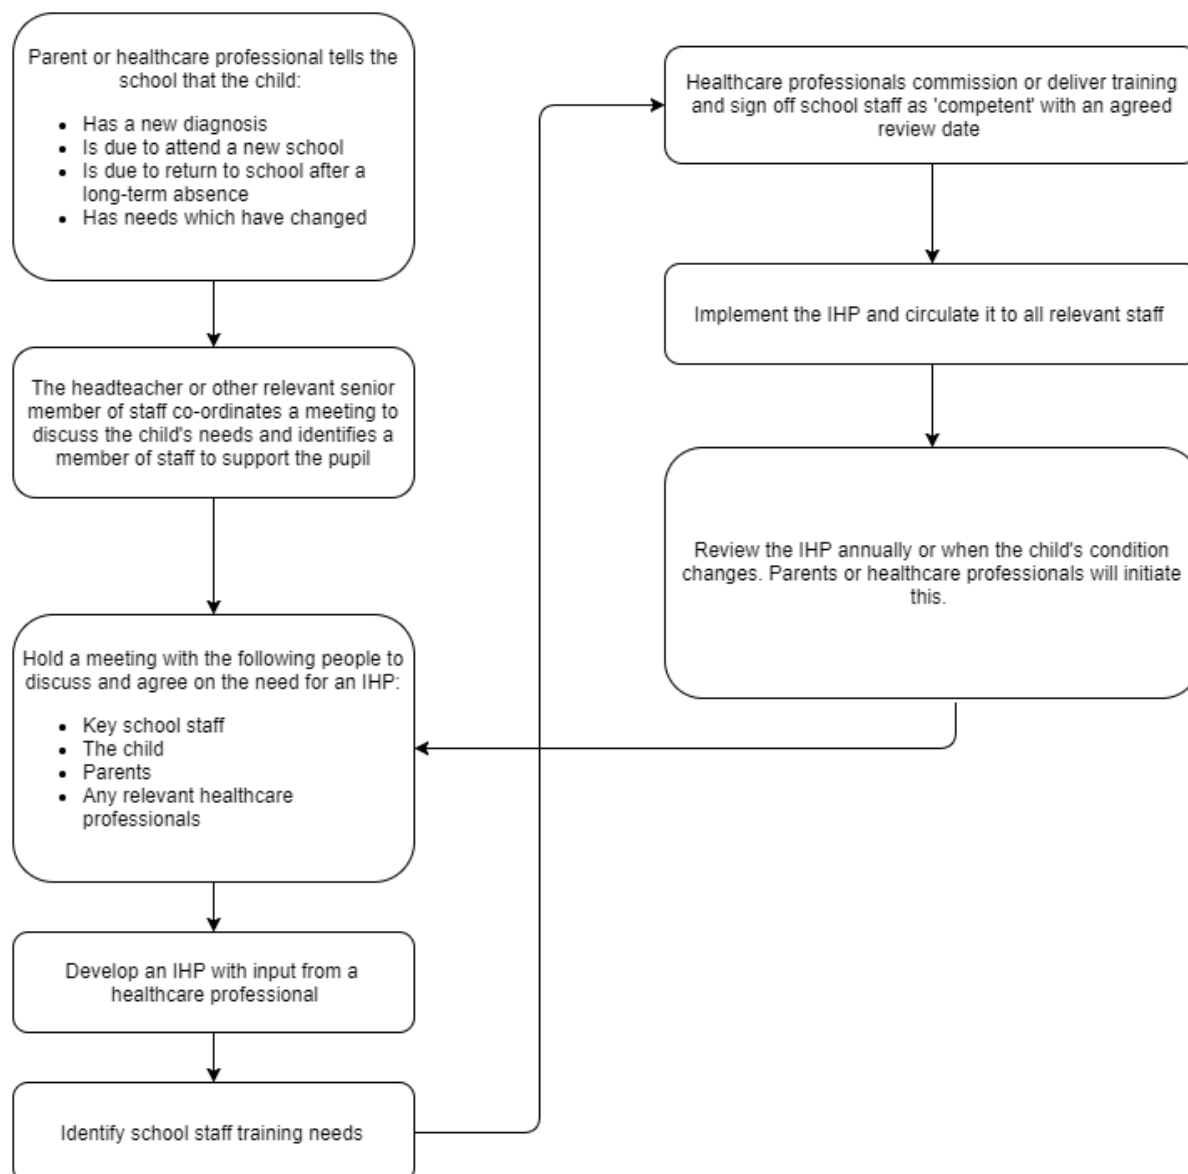 Parent or healthcare professional tells the
school that the child:
• Has a new diagnosis
• Is due to attend a new school
• Is due to return to school after a
long-term absence
• Has needs which have changed
The headteacher or other relevant senior
member of staff co-ordinates a meeting to
discuss the child's needs and identifies a
member of staff to support the pupil
Hold a meeting with the following people to
discuss and agree on the need for an IHP:
• Key school staff
• The child
• Parents
• Any relevant healthcare
professionals
Develop an IHP with input from a
healthcare professional
Identify school staff training needs
Healthcare professionals commission or deliver training
and sign off school staff as 'competent' with an agreed
review date
Implement the IHP and circulate it to all relevant staff
Review the IHP annually or when the child's condition
changes. Parents or healthcare professionals will initiate
this.